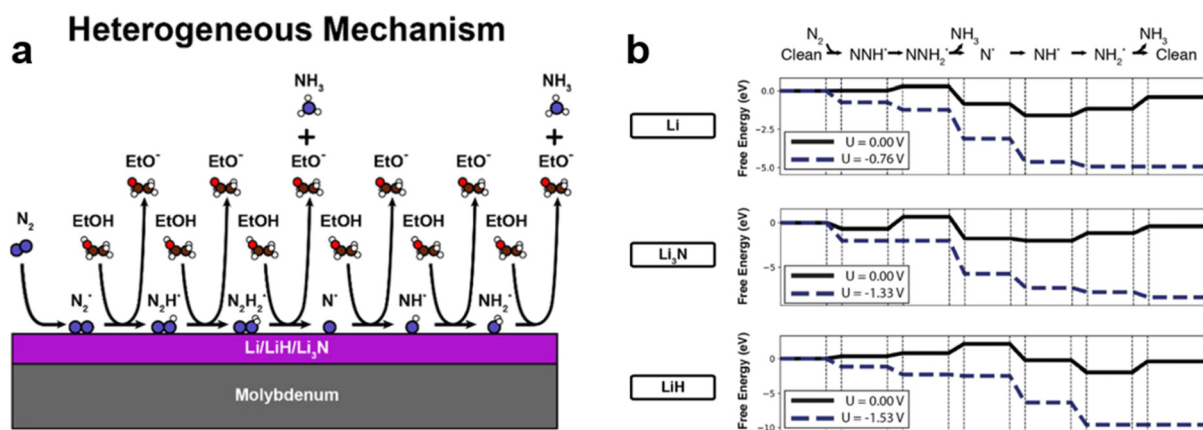 Heterogeneous Mechanism
a
NH₃
+
EtO⁻ EtO⁻ EtO⁻ EtO⁻ EtO⁻
NH₃
+
EtO⁻
N₂
EtOH EtOH EtOH EtOH EtOH EtOH
N₂* N₂H* N₂H₂* N* NH* NH₂*
Li/LiH/Li₃N
Molybdenum
b
N₂ NH₃ NH₃
Clean → NNH* → NNH₂* → N* → NH* → NH₂* → Clean
Li
Free Energy (eV)
0.0
−2.5
−5.0
U = 0.00 V
U = -0.76 V
Li₃N
Free Energy (eV)
0
−5
U = 0.00 V
U = -1.33 V
LiH
Free Energy (eV)
0
−5
−10
U = 0.00 V
U = -1.53 V